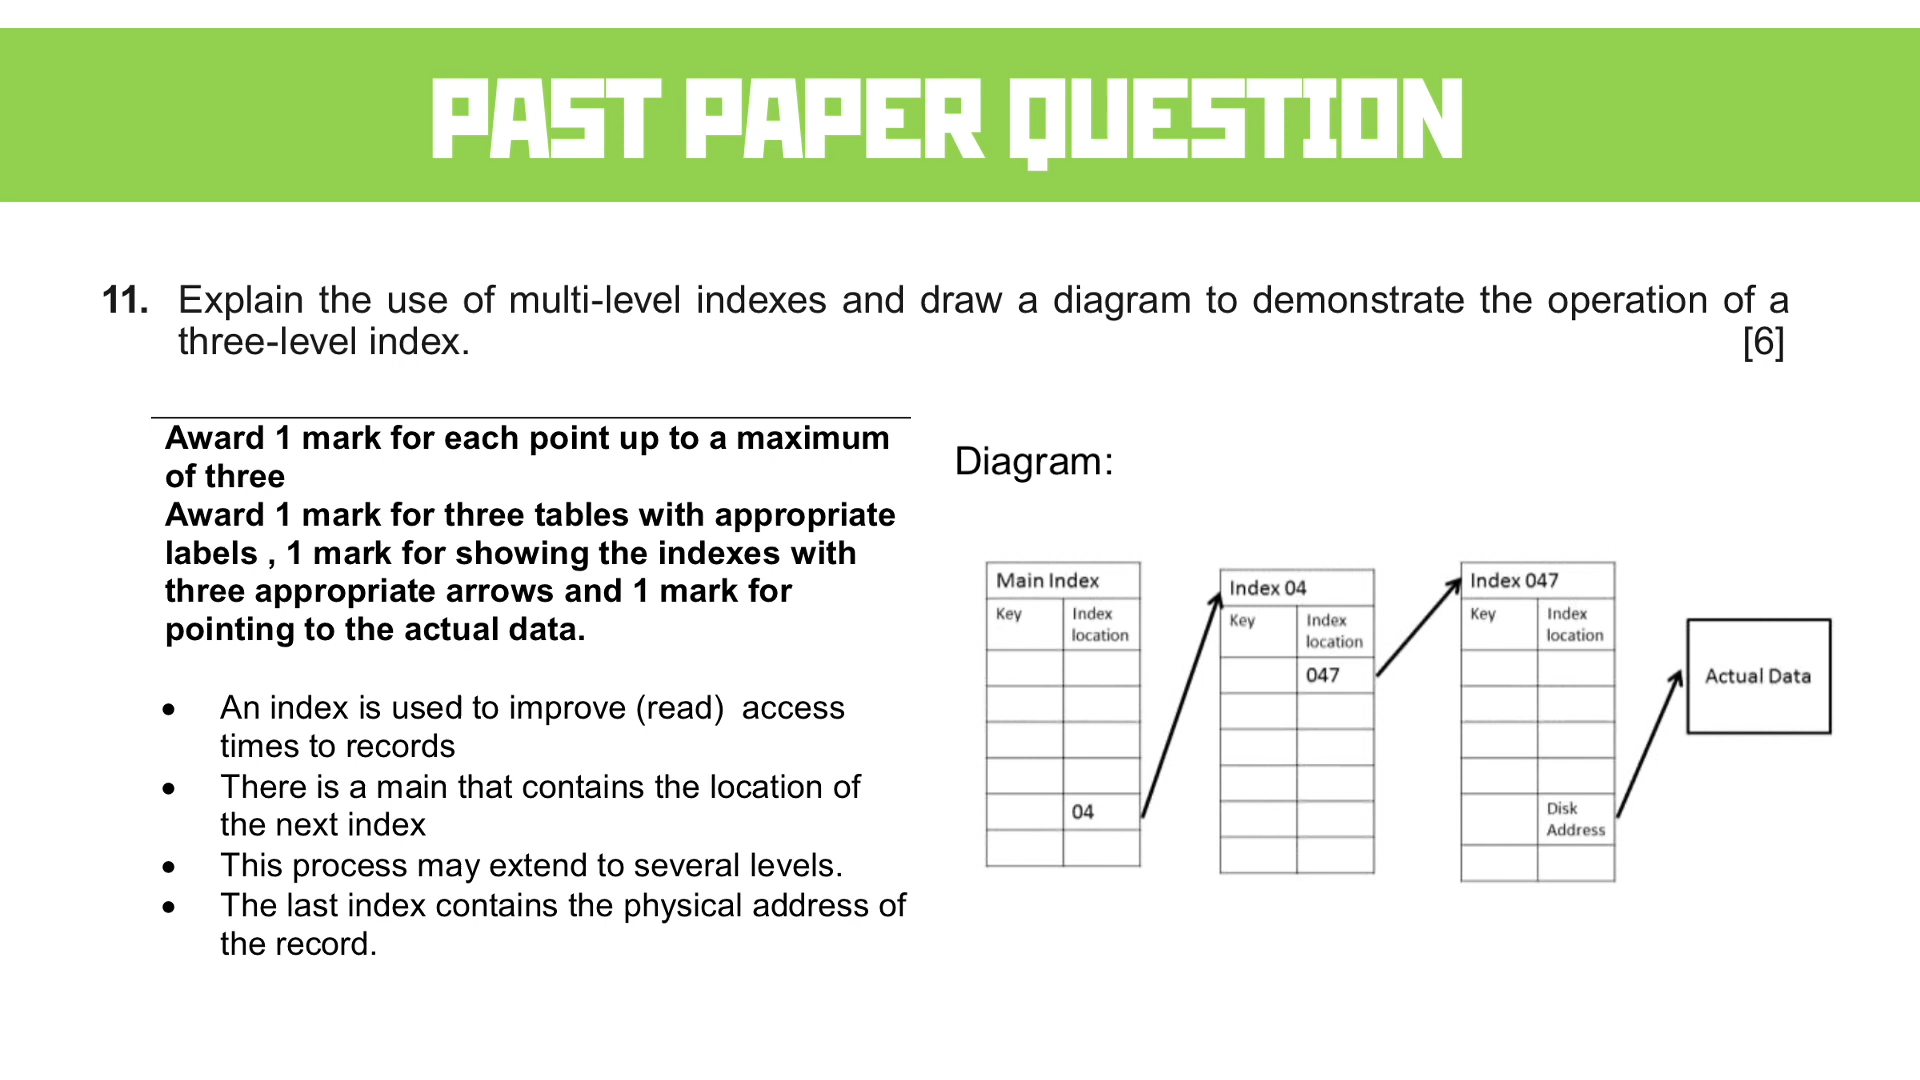 PAST PAPER QUESTION
11. Explain the use of multi-level indexes and draw a diagram to demonstrate the operation of a
three-level index. [6]
Award 1 mark for each point up to a maximum
of three
Award 1 mark for three tables with appropriate
labels , 1 mark for showing the indexes with
three appropriate arrows and 1 mark for
pointing to the actual data.
• An index is used to improve (read) access
times to records
• There is a main that contains the location of
the next index
• This process may extend to several levels.
• The last index contains the physical address of
the record.
Diagram:
Main Index
Key Index
location
04
Index 04
Key Index
location
047
Index 047
Key Index
location
Disk
Address
Actual Data